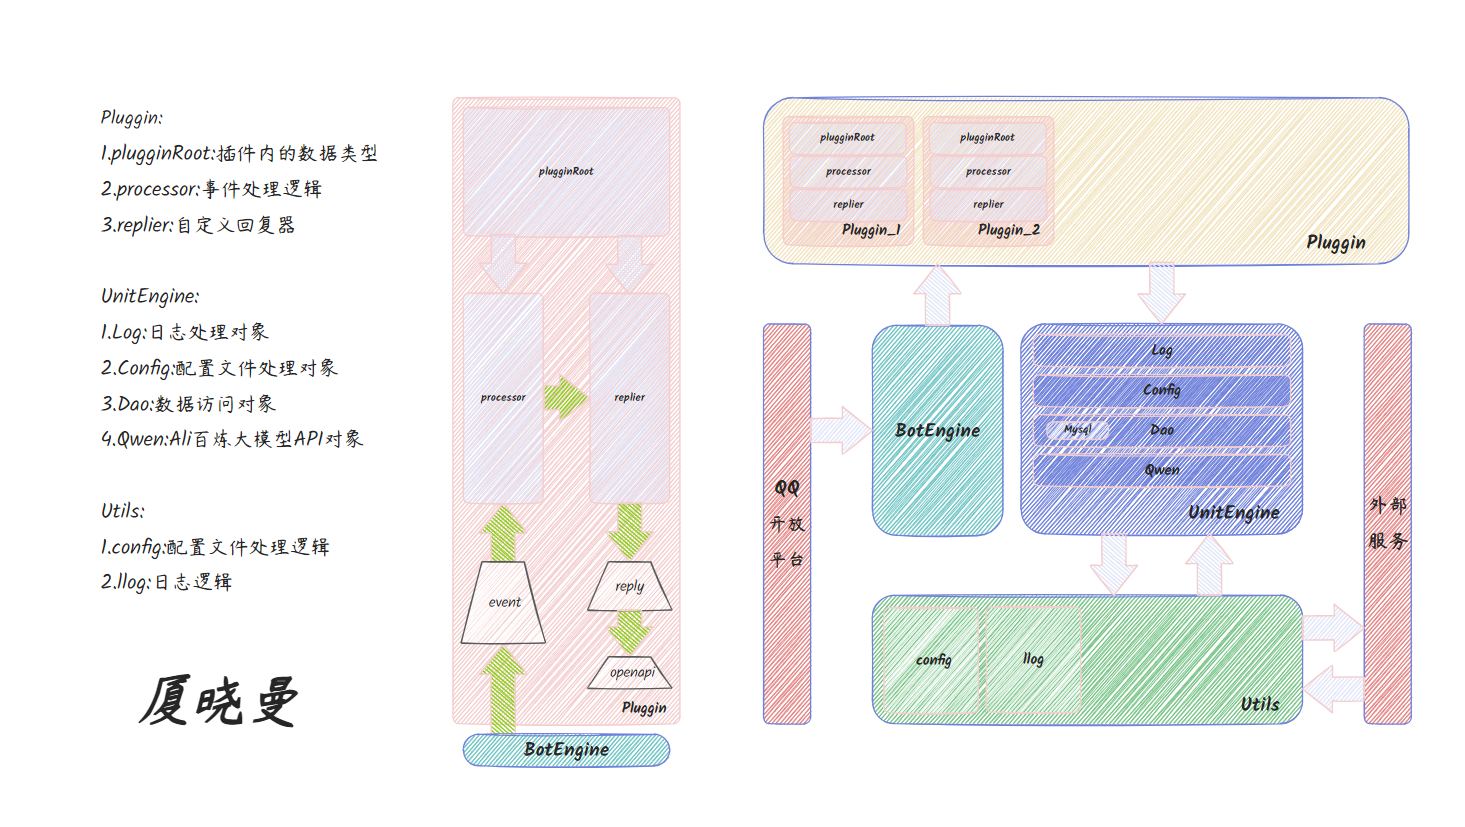 Pluggin:
1.plugginRoot:插件内的数据类型
2.processor:事件处理逻辑
3.replier:自定义回复器
UnitEngine:
1.Log:日志处理对象
2.Config:配置文件处理对象
3.Dao:数据访问对象
4.Qwen:Ali百炼大模型API对象
Utils:
1.config:配置文件处理逻辑
2.llog:日志逻辑
厦晓曼
plugginRoot
processor
replier
event
reply
openapi
Pluggin
BotEngine
plugginRoot
processor
replier
Pluggin_1
plugginRoot
processor
replier
Pluggin_2
Pluggin
QQ
开放
平台
BotEngine
Log
Config
Mysql
Dao
Qwen
UnitEngine
config
llog
Utils
外部
服务